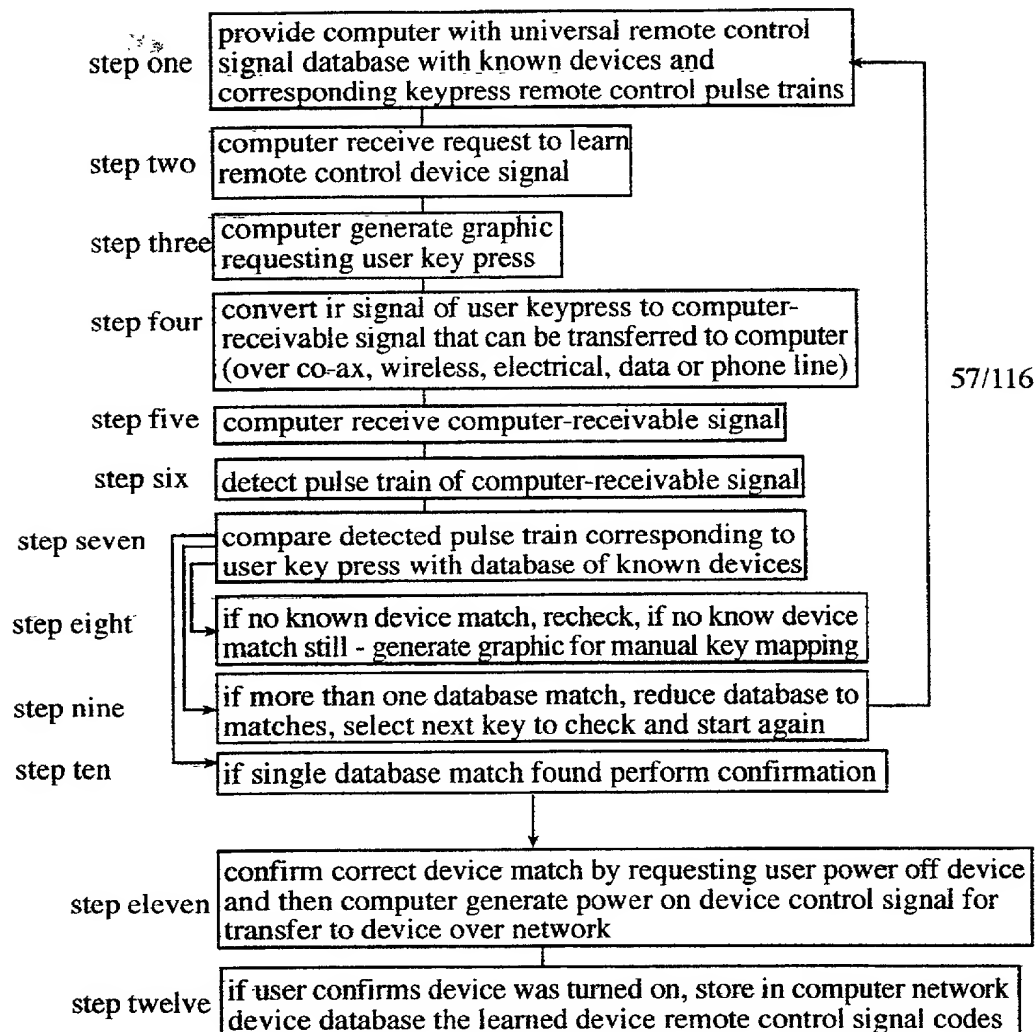 step one
provide computer with universal remote control
signal database with known devices and
corresponding keypress remote control pulse trains
step two
computer receive request to learn
remote control device signal
step three
computer generate graphic
requesting user key press
step four
convert ir signal of user keypress to computer-
receivable signal that can be transferred to computer
(over co-ax, wireless, electrical, data or phone line)
57/116
step five
computer receive computer-receivable signal
step six
detect pulse train of computer-receivable signal
step seven
compare detected pulse train corresponding to
user key press with database of known devices
step eight
if no known device match, recheck, if no know device
match still - generate graphic for manual key mapping
step nine
if more than one database match, reduce database to
matches, select next key to check and start again
step ten
if single database match found perform confirmation
step eleven
confirm correct device match by requesting user power off device
and then computer generate power on device control signal for
transfer to device over network
step twelve
if user confirms device was turned on, store in computer network
device database the learned device remote control signal codes